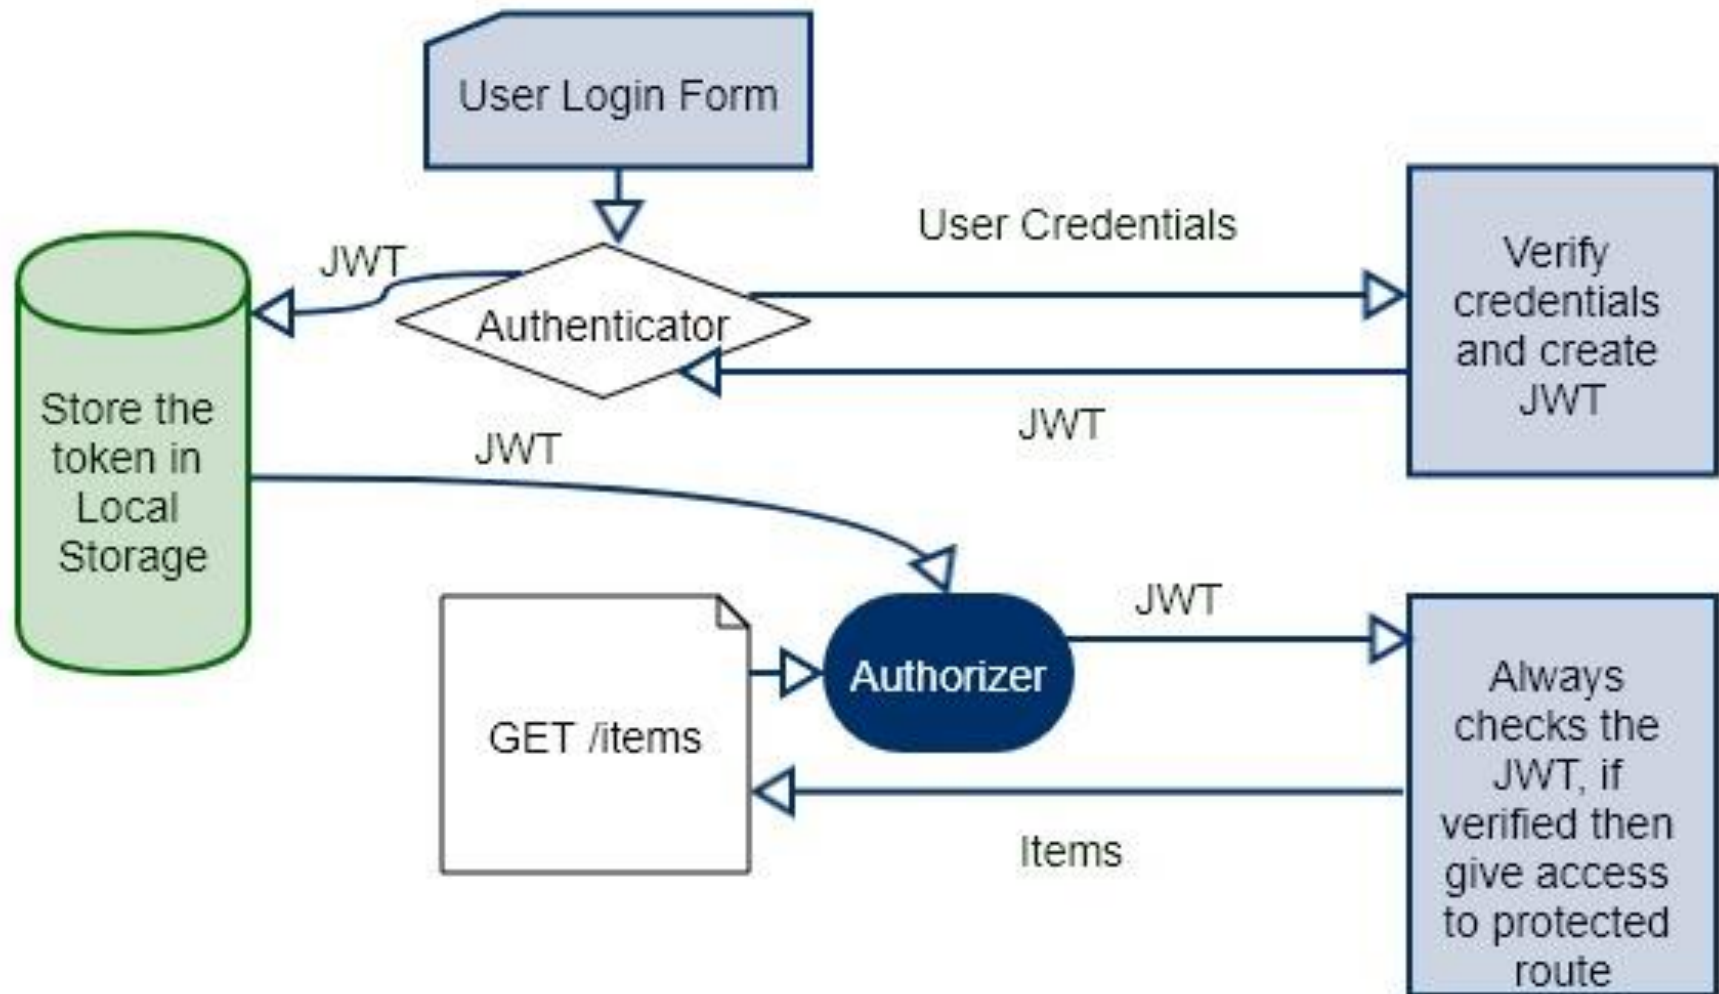 User Login Form
User Credentials
JWT
Authenticator
Verify
credentials
and create
JWT
JWT
Store the
token in
Local
Storage
JWT
JWT
GET /items
Authorizer
Items
Always
checks the
JWT, if
verified then
give access
to protected
route